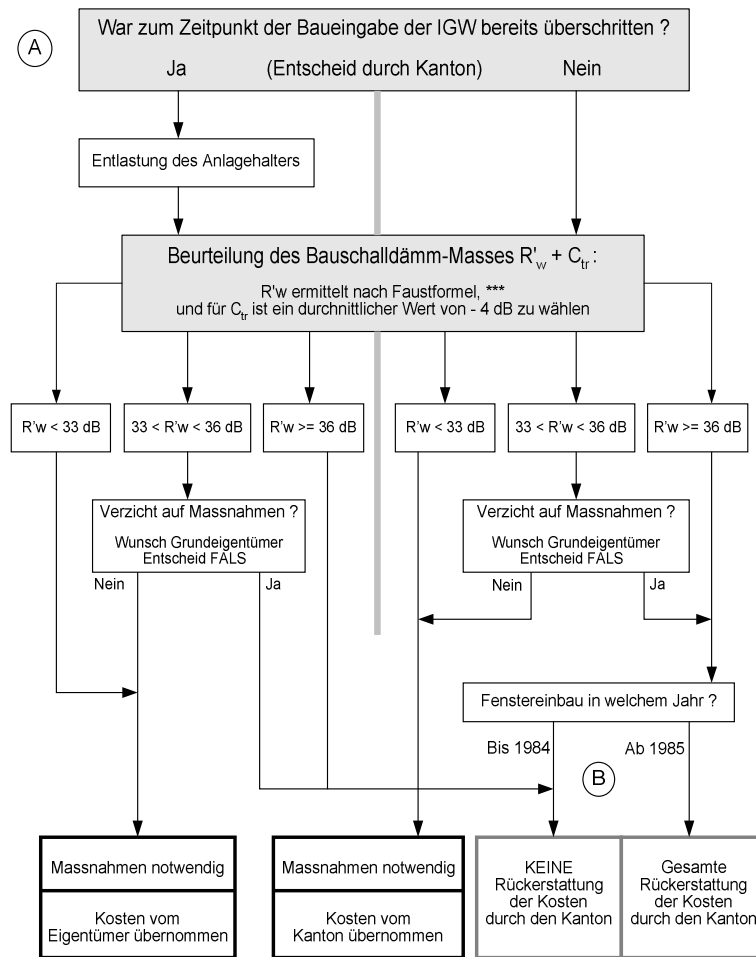 A
War zum Zeitpunkt der Baueingabe der IGW bereits überschritten ?
Ja (Entscheid durch Kanton) Nein
Entlastung des Anlagehalters
Beurteilung des Bauschalldämm-Masses R'w + Ctr :
R'w ermittelt nach Faustformel, ***
und für Ctr ist ein durchnittlicher Wert von - 4 dB zu wählen
R'w < 33 dB
33 < R'w < 36 dB
R'w >= 36 dB
R'w < 33 dB
33 < R'w < 36 dB
R'w >= 36 dB
Verzicht auf Massnahmen ?
Wunsch Grundeigentümer
Entscheid FALS
Nein
Ja
Verzicht auf Massnahmen ?
Wunsch Grundeigentümer
Entscheid FALS
Nein
Ja
Fenstereinbau in welchem Jahr ?
Bis 1984
B
Ab 1985
Massnahmen notwendig
Kosten vom
Eigentümer übernommen
Massnahmen notwendig
Kosten vom
Kanton übernommen
KEINE
Rückerstattung
der Kosten
durch den Kanton
Gesamte
Rückerstattung
der Kosten
durch den Kanton